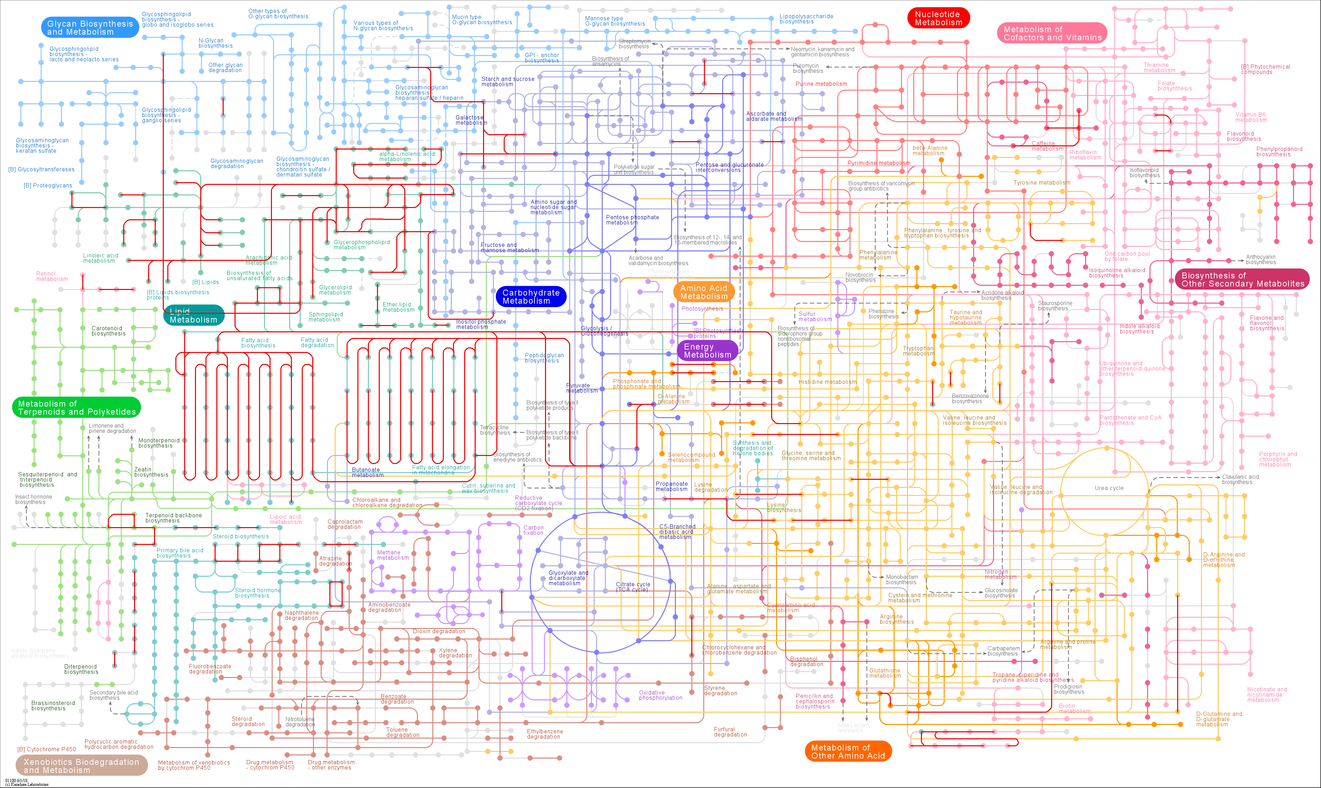 Glycan Biosynthesis
and Metabolism
Nucleotide
Metabolism
Metabolism of
Cofactors and Vitamins
Carbohydrate
Metabolism
Amino Acid
Metabolism
Energy
Metabolism
Lipid
Metabolism
Biosynthesis of
Other Secondary Metabolites
Metabolism of
Terpenoids and Polyketides
Metabolism of
Other Amino Acid
Xenobiotics Biodegradation
and Metabolism
Glycosphingolipid
biosynthesis -
globo and isoglobo series
Other types of
O-glycan biosynthesis
Various types of
N-glycan biosynthesis
Mucin type
O-glycan biosynthesis
Mannose type
O-glycan biosynthesis
Lipopolysaccharide
biosynthesis
Glycosphingolipid
biosynthesis -
lacto and neolacto series
N-Glycan
biosynthesis
Other glycan
degradation
GPI - anchor
biosynthesis
Streptomycin
biosynthesis
Neomycin, kanamycin and
gentamicin biosynthesis
Puromycin
biosynthesis
Biosynthesis of
ansamycins
Starch and sucrose
metabolism
Purine metabolism
Thiamine
metabolism
Folate
biosynthesis
[B] Phytochemical
compounds
Glycosaminoglycan
biosynthesis -
heparan sulfate / heparin
Glycosphingolipid
biosynthesis -
ganglio series
Galactose
metabolism
Ascorbate and
aldarate metabolism
Vitamin B6
metabolism
Flavonoid
biosynthesis
Glycosaminoglycan
biosynthesis -
keratan sulfate
Caffeine
metabolism
Riboflavin
metabolism
Phenylpropanoid
biosynthesis
beta-Alanine
metabolism
[B] Glycosyltransferases
[B] Proteoglycans
Glycosaminoglycan
degradation
Glycosaminoglycan
biosynthesis -
chondroitin sulfate /
dermatan sulfate
alpha-Linolenic acid
metabolism
Polyketide sugar
unit biosynthesis
Pentose and glucuronate
interconversions
Pyrimidine metabolism
Isoflavonoid
biosynthesis
Biosynthesis of vancomycin
group antibiotics
Tyrosine metabolism
Amino sugar and
nucleotide sugar
metabolism
Pentose phosphate
metabolism
Biosynthesis of 12-, 14- and
16-membered macrolides
Phenylalanine , tyrosine and
tryptophan biosynthesis
Phenylalanine
metabolism
Fructose and
mannose metabolism
Acarbose and
validamycin biosynthesis
One carbon pool
by folate
Anthocyanin
biosynthesis
Isoquinoline alkaloid
biosynthesis
Linoleic acid
metabolism
Arachidonic acid
metabolism
Glycerophospholipid
metabolism
Retinol
metabolism
Biosynthesis of
unsaturated fatty acids
[B] Lipids
[B] Lipids biosynthesis
proteins
Glycerolipid
metabolism
Ether lipid
metabolism
Sphingolipid
metabolism
Inositol phosphate
metabolism
Novobiocin
biosynthesis
Acridone alkaloid
biosynthesis
Staurosporine
biosynthesis
Photosynthesis
Sulfur
metabolism
Phenazine
biosynthesis
Taurine and
hypotaurine
metabolism
Indole alkaloid
biosynthesis
Flavone and
flavonol
biosynthesis
Carotenoid
biosynthesis
Fatty acid
biosynthesis
Fatty acid
degradation
Glycolysis /
Gluconeogenesis
[B] Photosynthesis
proteins
Biosynthesis of
siderophore group
nonribosomal
peptides
Peptidoglycan
biosynthesis
Tryptophan
metabolism
Ubiquinone and
other terpenoid-quinone
biosynthesis
Pyruvate
metabolism
Phosphonate and
phosphinate metabolism
Histidine metabolism
D-Alanine
metabolism
Benzoxazinone
biosynthesis
Biosynthesis of type II
polyketide products
Tetracycline
biosynthesis
Biosynthesis of type II
polyketide backbone
Valine, leucine and
isoleucine biosynthesis
Pantothenate and CoA
biosynthesis
Limonene and
pinene degradation
Monoterpenoid
biosynthesis
Zeatin
biosynthesis
Sesquiterpenoid and
triterpenoid
biosynthesis
Insect hormone
biosynthesis
Butanoate
metabolism
Fatty acid elongation
in mitochondria
Biosynthesis of
enediyne antibiotics
Selenocompound
metabolism
Synthesis and
degradation of
ketone bodies
Glycine, serine and
threonine metabolism
Porphyrin and
chlorophyll
metabolism
Propanoate
metabolism
Lysine
degradation
Valine, leucine and
isoleucine degradation
Urea cycle
Clavulanic acid
biosynthesis
Cutin, suberine and
wax biosynthesis
Chloroalkane and
chloroalkene degradation
Reductive
carboxylate cycle
(CO2 fixation)
Lysine
biosynthesis
Terpenoid backbone
biosynthesis
Lipoic acid
metabolism
Caprolactam
degradation
Steroid biosynthesis
Carbon
fixation
C5-Branched
dibasic acid
metabolism
Primary bile acid
biosynthesis
Atrazine
degradation
Methane
metabolism
Glyoxylate and
dicarboxylate
metabolism
Citrate cycle
(TCA cycle)
Nitrogen
metabolism
Monobactam
biosynthesis
D-Arginine and
D-ornithine
metabolism
Alanine , aspartate and
glutamate metabolism
Glucosinolate
biosynthesis
Cystein and methionine
metabolism
Steroid hormone
biosynthesis
Naphthalene
degradation
Aminobenzoate
degradation
Cyanoamino acid
metabolism
Arginine
biosynthesis
Dioxin degradation
Xylene
degradation
Chlorocyclohexane and
chlorobenzene degradation
Bisphenol
degradation
Carbapenem
biosynthesis
Arginine and proline
metabolism
Diterpenoid
biosynthesis
Fluorobenzoate
degradation
Glutathione
metabolism
Tropane, piperidine and
pyridine alkaloid biosynthesis
Prodigiosin
biosynthesis
Nicotinate and
nicotinamide
metabolism
Brassinosteroid
biosynthesis
Secondary bile acid
biosynthesis
Benzoate
degradation
Oxidative
phosphorylation
Styrene
degradation
Penicillin and
cephalosporin
biosynthesis
Biotin
metabolism
D-Glutamine and
D-glutamate
metabolism
Steroid
degradation
Nitrotoluene
degradation
Toluene
degradation
Ethylbenzene
degradation
Furfural
degradation
[B] Cytochrome P450
Polycyclic aromatic
hydrocarbon degradation
Metabolism of xenobiotics
by cytochrom P450
Drug metabolism
- cytochrom P450
Drug metabolism
- other enzymes
(c) Kanehisa Laboratories